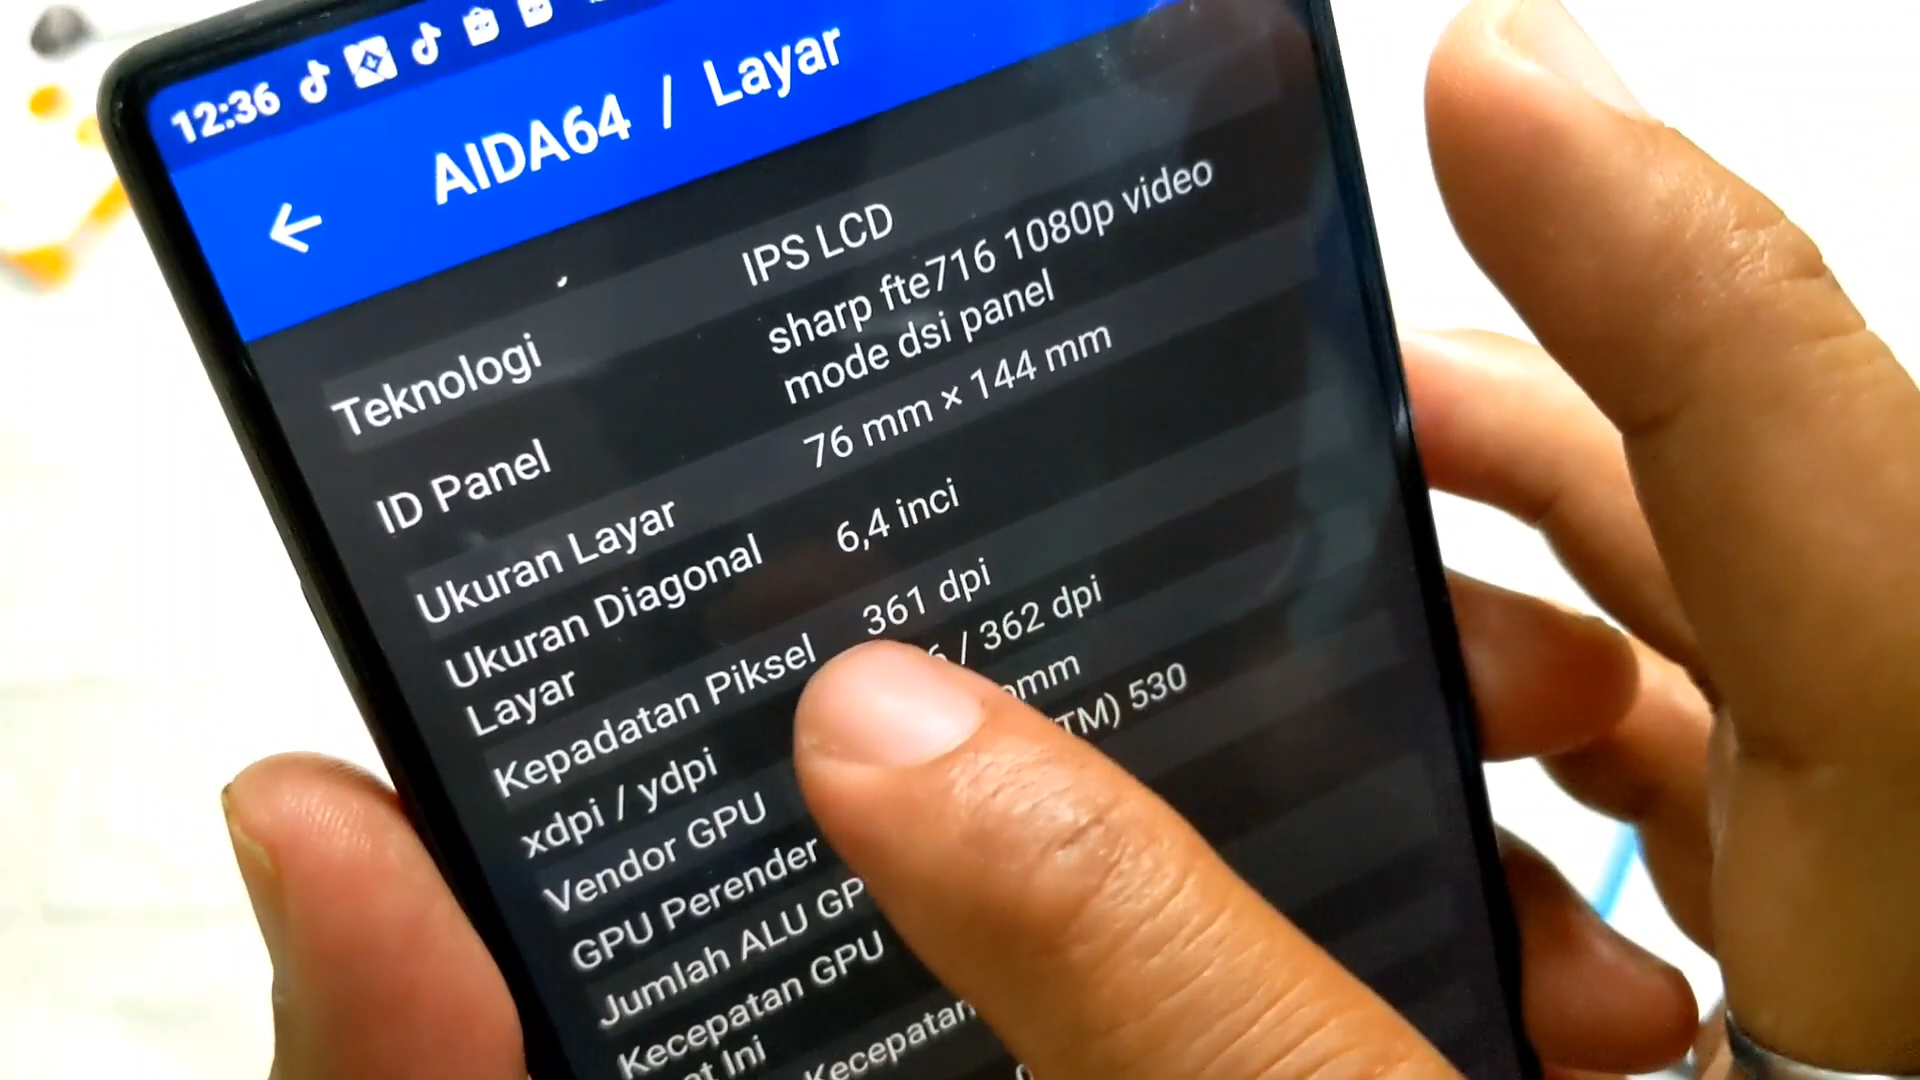 12:36
AIDA64 / Layar
Teknologi IPS LCD
ID Panel sharp fte716 1080p video
mode dsi panel
Ukuran Layar 76 mm × 144 mm
Ukuran Diagonal 6,4 inci
Layar
Kepadatan Piksel 361 dpi
xdpi / ydpi / 362 dpi
Vendor GPU
GPU Perender (TM) 530
Jumlah ALU
Kecepatan GPU
Ini
Kecepatan